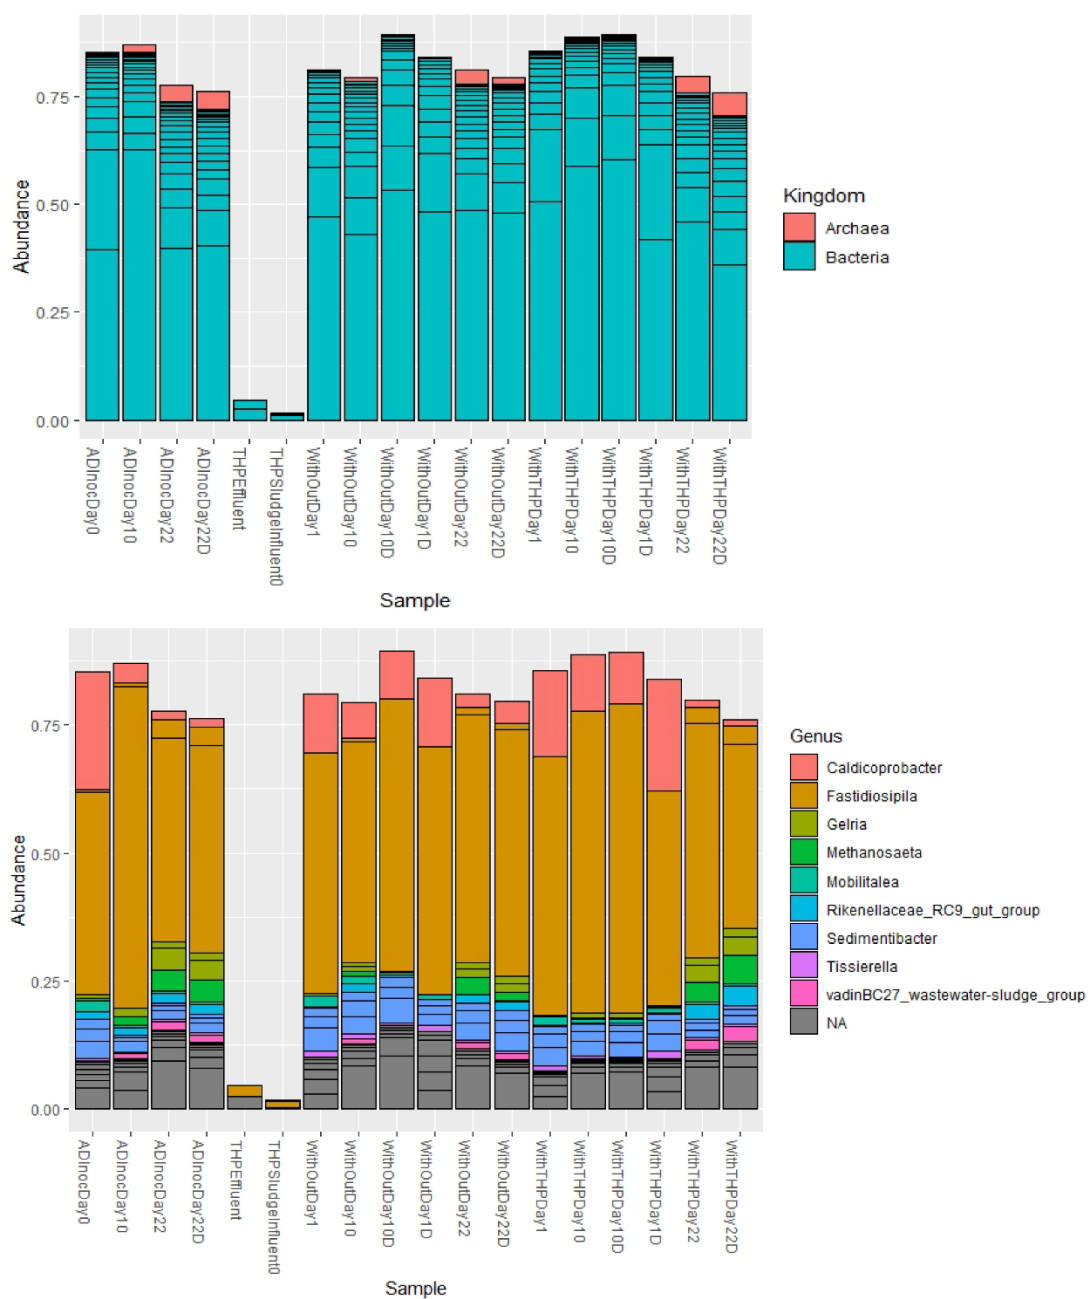 0.75
0.50
0.25
0.00
Abundance
ADInocDay0
ADInocDay10
ADInocDay22
ADInocDay22D
THPEffluent
THPSludgeInfluent0
WithOutDay1
WithOutDay10
WithOutDay10D
WithOutDay1D
WithOutDay22
WithOutDay22D
WithTHPDay1
WithTHPDay10
WithTHPDay10D
WithTHPDay1D
WithTHPDay22
WithTHPDay22D
Sample
Kingdom
Archaea
Bacteria
0.75
0.50
0.25
0.00
Abundance
ADInocDay0
ADInocDay10
ADInocDay22
ADInocDay22D
THPEffluent
THPSludgeInfluent0
WithOutDay1
WithOutDay10
WithOutDay10D
WithOutDay1D
WithOutDay22
WithOutDay22D
WithTHPDay1
WithTHPDay10
WithTHPDay10D
WithTHPDay1D
WithTHPDay22
WithTHPDay22D
Sample
Genus
Caldicoprobacter
Fastidiosipila
Gelria
Methanosaeta
Mobilitalea
Rikenellaceae_RC9_gut_group
Sedimentibacter
Tissierella
vadinBC27_wastewater-sludge_group
NA